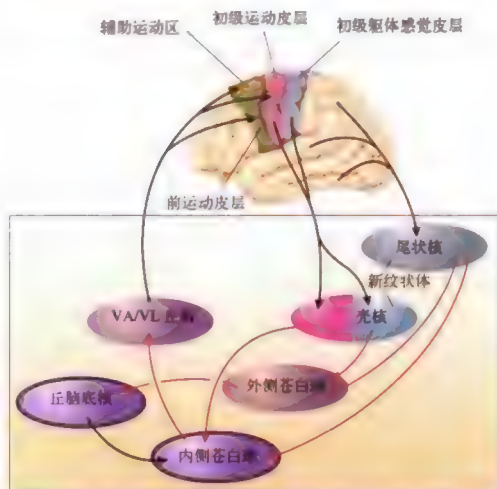 初级运动皮层
辅助运动区
初级躯体感觉皮层
前运动皮层
尾状核
新纹状体
VA/VL
壳核
外侧苍白球
丘脑底核
内侧苍白球